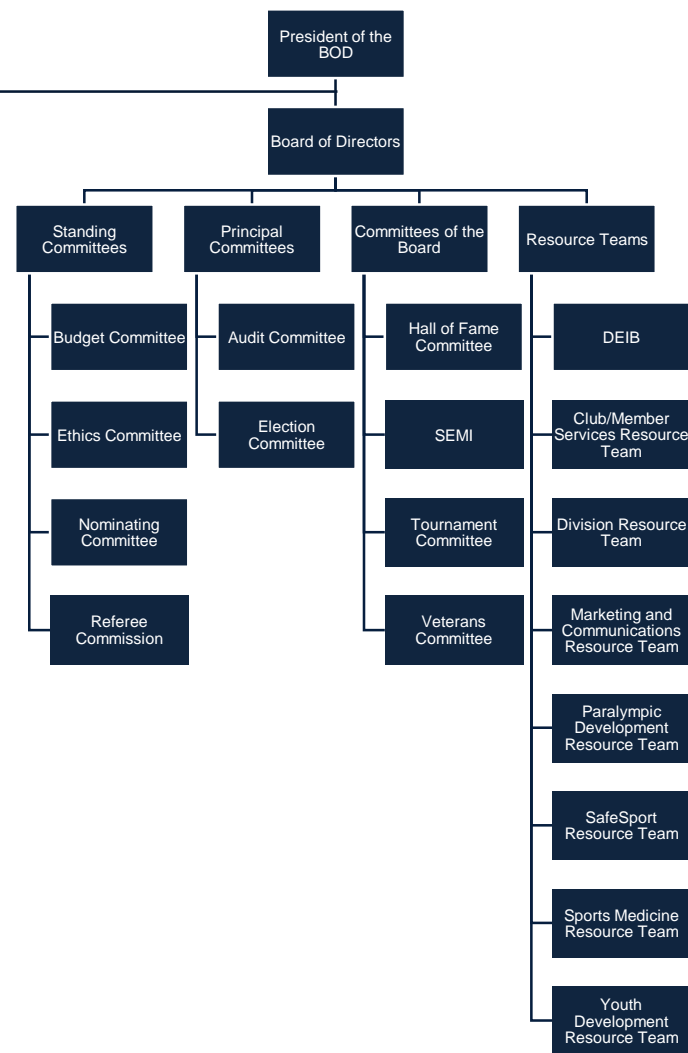 President of the
BOD
Board of Directors
Standing
Committees
Principal
Committees
Committees of the
Board
Resource Teams
Budget Committee
Ethics Committee
Nominating
Committee
Referee
Commission
Audit Committee
Election
Committee
Hall of Fame
Committee
SEMI
Tournament
Committee
Veterans
Committee
DEIB
Club/Member
Services Resource
Team
Division Resource
Team
Marketing and
Communications
Resource Team
Paralympic
Development
Resource Team
SafeSport
Resource Team
Sports Medicine
Resource Team
Youth
Development
Resource Team